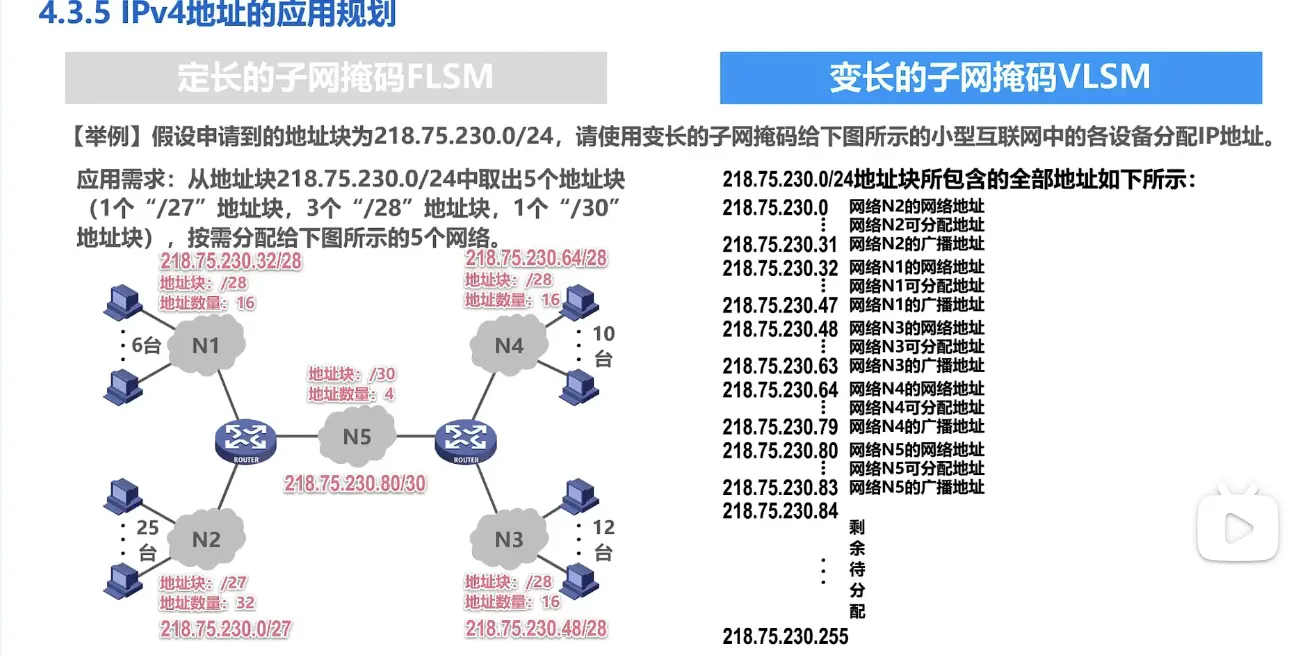 4.3.5 IPv4地址的应用规划
定长的子网掩码FLSM
变长的子网掩码VLSM
【举例】假设申请到的地址块为218.75.230.0/24，请使用变长的子网掩码给下图所示的小型互联网中的各设备分配IP地址。
应用需求：从地址块218.75.230.0/24中取出5个地址块
（1个“/27”地址块，3个“/28”地址块，1个“/30”
地址块），按需分配给下图所示的5个网络。
218.75.230.32/28
地址块：/28
地址数量：16
6台
N1
218.75.230.64/28
地址块：/28
地址数量：16
N4
10
台
地址块：/30
地址数量：4
N5
ROUTER
ROUTER
218.75.230.80/30
25
台
N2
地址块：/27
地址数量：32
218.75.230.0/27
N3
12
台
地址块：/28
地址数量：16
218.75.230.48/28
218.75.230.0/24地址块所包含的全部地址如下所示：
218.75.230.0 网络N2的网络地址
网络N2可分配地址
218.75.230.31 网络N2的广播地址
218.75.230.32 网络N1的网络地址
网络N1可分配地址
218.75.230.47 网络N1的广播地址
218.75.230.48 网络N3的网络地址
网络N3可分配地址
218.75.230.63 网络N3的广播地址
218.75.230.64 网络N4的网络地址
网络N4可分配地址
218.75.230.79 网络N4的广播地址
218.75.230.80 网络N5的网络地址
网络N5可分配地址
218.75.230.83 网络N5的广播地址
218.75.230.84
剩
余
待
分
配
218.75.230.255